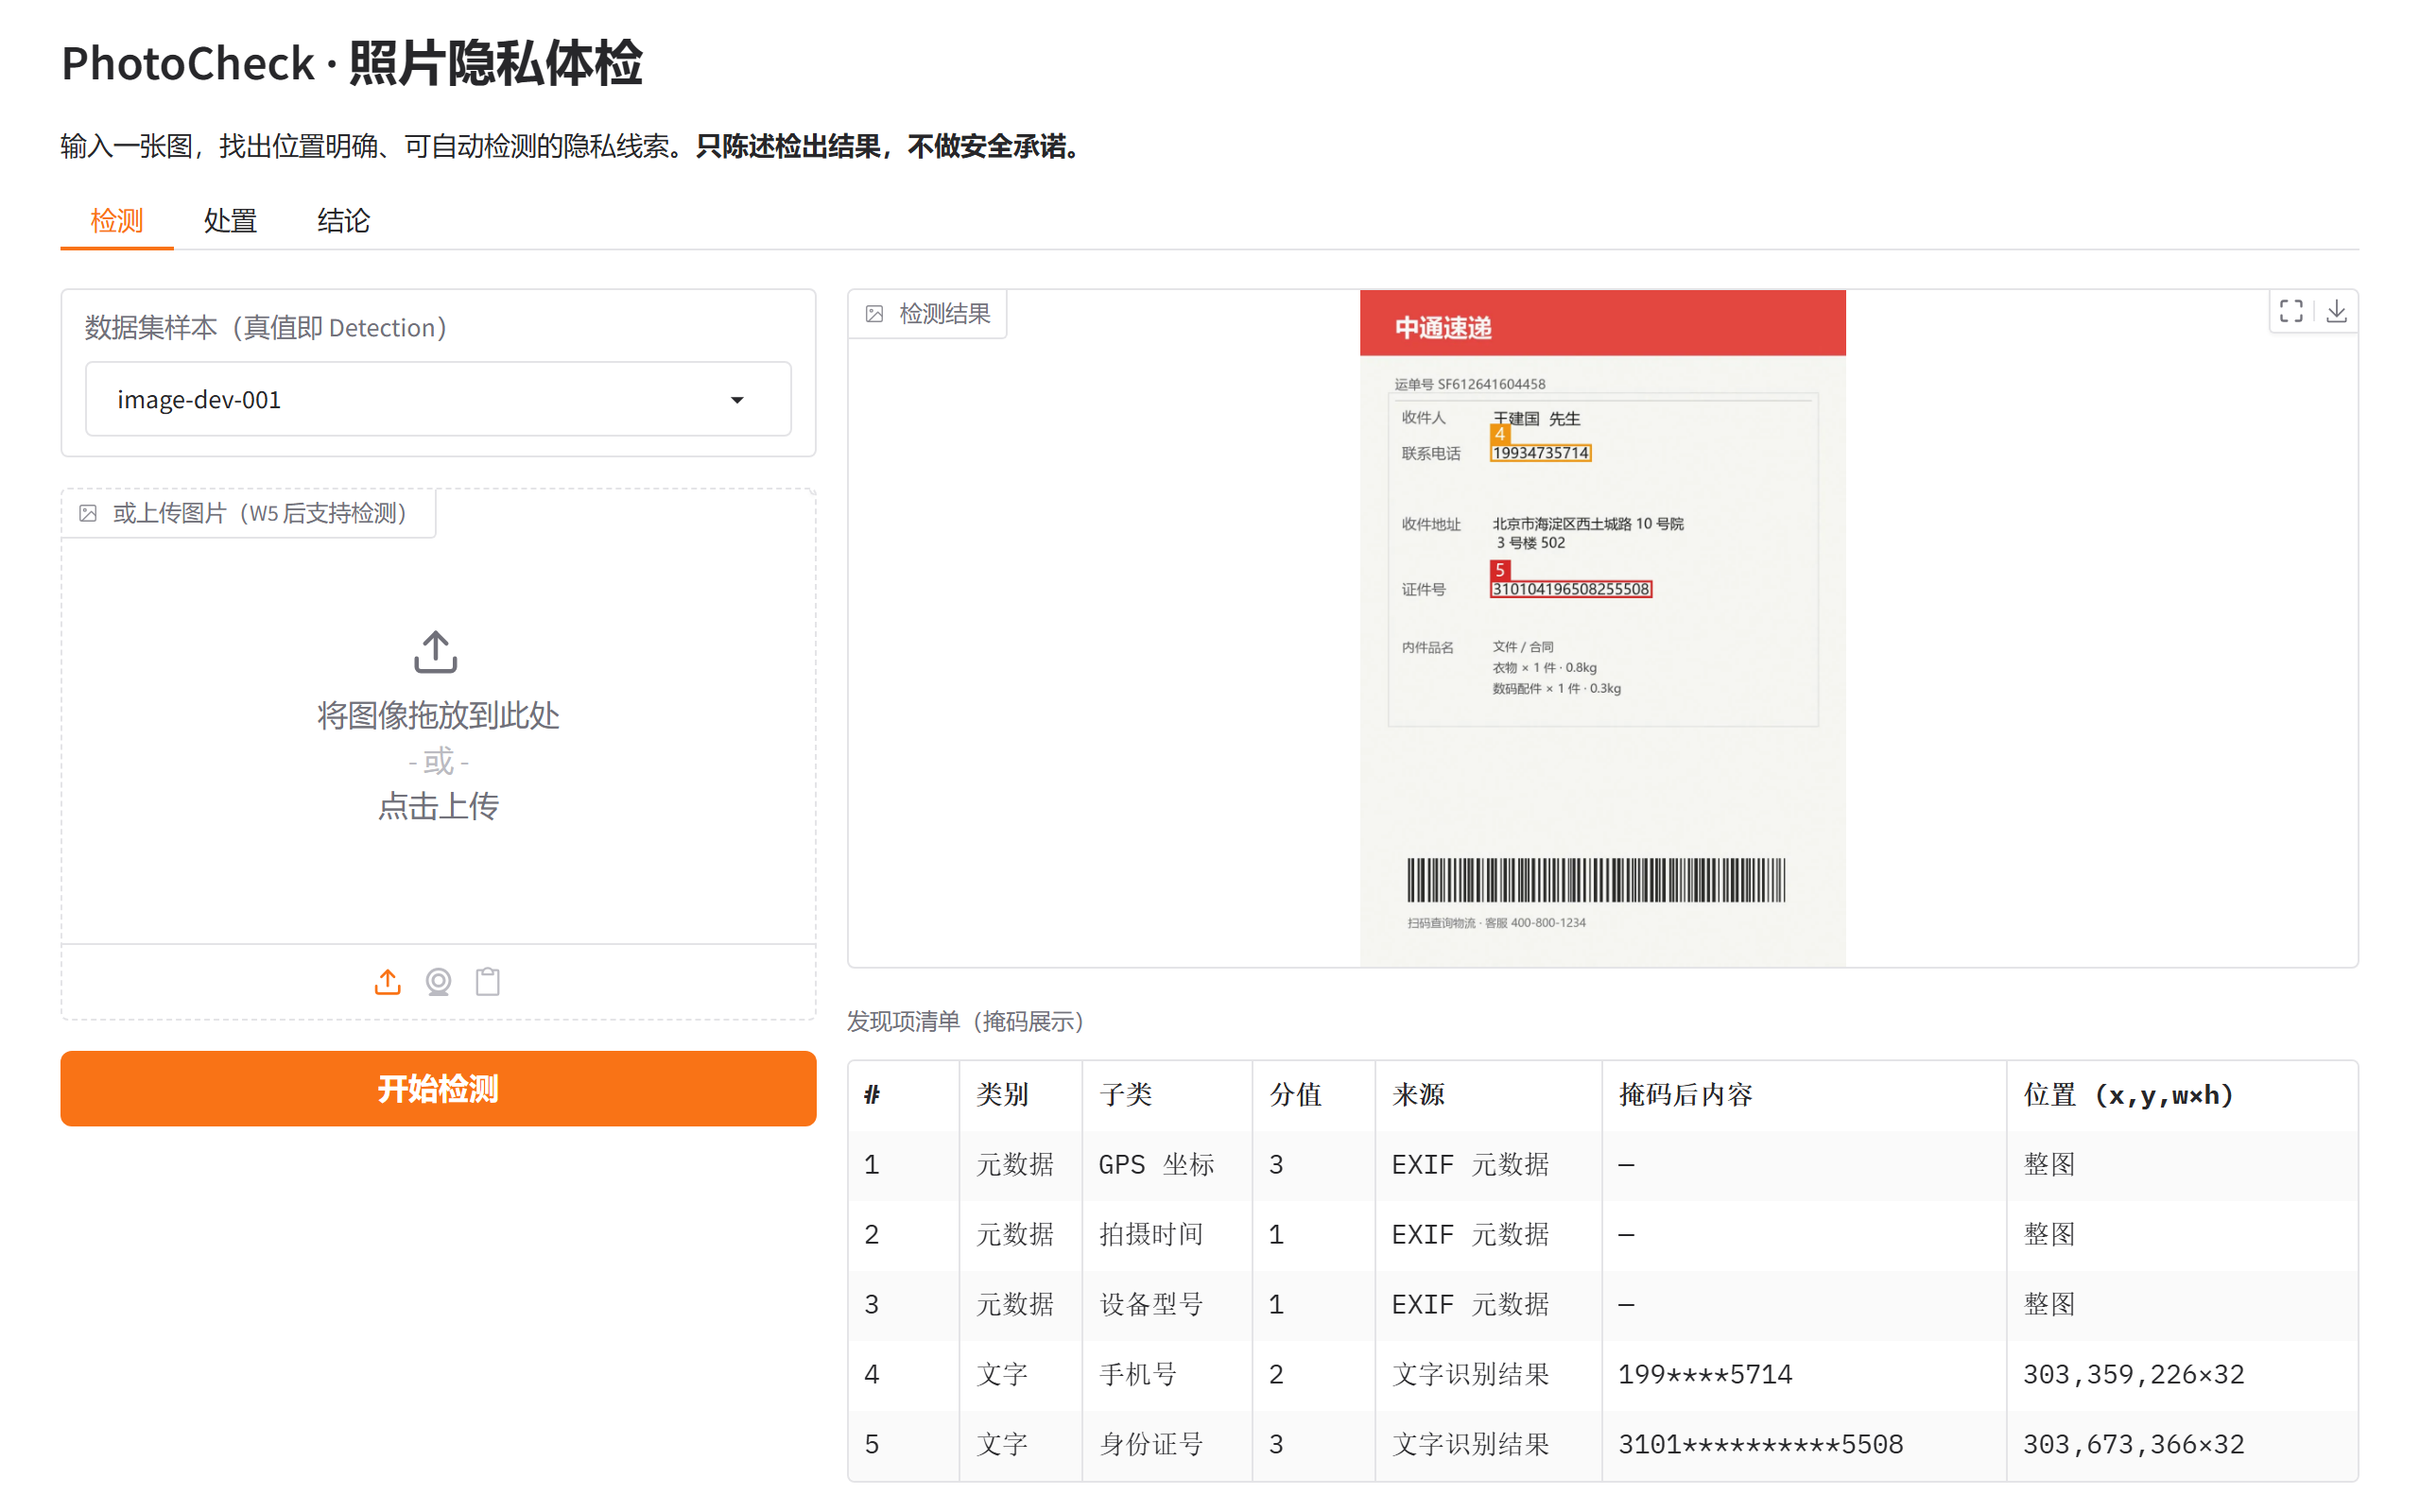 PhotoCheck · 照片隐私体检
输入一张图，找出位置明确、可自动检测的隐私线索。只陈述检出结果，不做安全承诺。
检测 处置 结论
数据集样本（真值即 Detection）
image-dev-001
或上传图片（W5 后支持检测）
将图像拖放到此处
- 或 -
点击上传
开始检测
检测结果
中通速递
运单号 SF612641604458
收件人 王建国 先生
4
联系电话 19934735714
收件地址 北京市海淀区西土城路 10 号院
3 号楼 502
5
证件号 310104196508255508
内件品名 文件 / 合同
衣物 × 1 件 · 0.8kg
数码配件 × 1 件 · 0.3kg
扫码查询物流 · 客服 400-800-1234
发现项清单（掩码展示）
# 类别 子类 分值 来源 掩码后内容 位置 (x,y,w×h)
1 元数据 GPS 坐标 3 EXIF 元数据 — 整图
2 元数据 拍摄时间 1 EXIF 元数据 — 整图
3 元数据 设备型号 1 EXIF 元数据 — 整图
4 文字 手机号 2 文字识别结果 199****5714 303,359,226×32
5 文字 身份证号 3 文字识别结果 3101**********5508 303,673,366×32